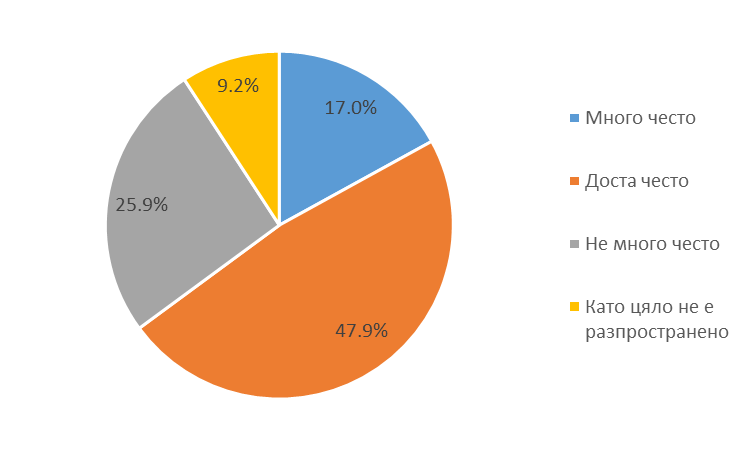 9.2%
17.0%
25.9%
47.9%
Много често
Доста често
Не много често
Като цяло не е
разпространено